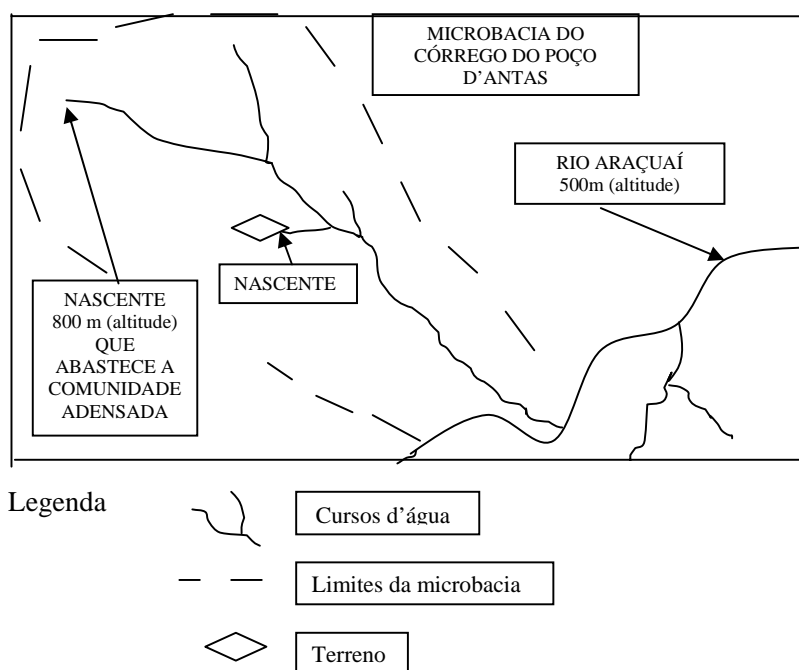 MICROBACIA DO
CÓRREGO DO POÇO
D'ANTAS
RIO ARAÇUAÍ
500m (altitude)
NASCENTE
NASCENTE
800 m (altitude)
QUE
ABASTECE A
COMUNIDADE
ADENSADA
Legenda
Cursos d'água
Limites da microbacia
Terreno